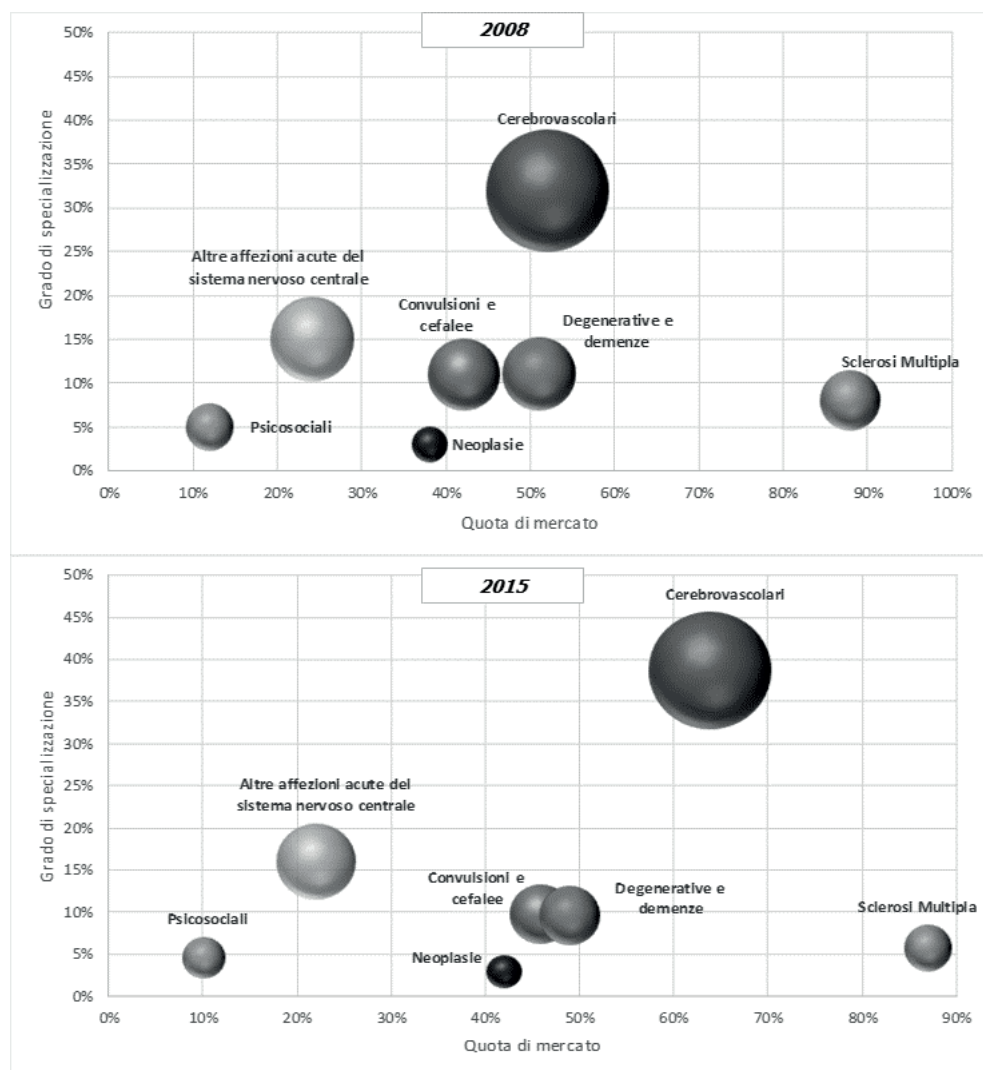 2008
50%
45%
40%
35%
30%
25%
20%
15%
10%
5%
0%
Grado di specializzazione
Cerebrovascolari
Altre affezioni acute del
sistema nervoso centrale
Convulsioni e
cefalee
Degenerative e
demenze
Sclerosi Multipla
Psicosociali
Neoplasie
0% 10% 20% 30% 40% 50% 60% 70% 80% 90% 100%
Quota di mercato
2015
50%
45%
40%
35%
30%
25%
20%
15%
10%
5%
0%
Grado di specializzazione
Cerebrovascolari
Altre affezioni acute del
sistema nervoso centrale
Convulsioni e
cefalee
Degenerative e
demenze
Sclerosi Multipla
Psicosociali
Neoplasie
0% 10% 20% 30% 40% 50% 60% 70% 80% 90%
Quota di mercato